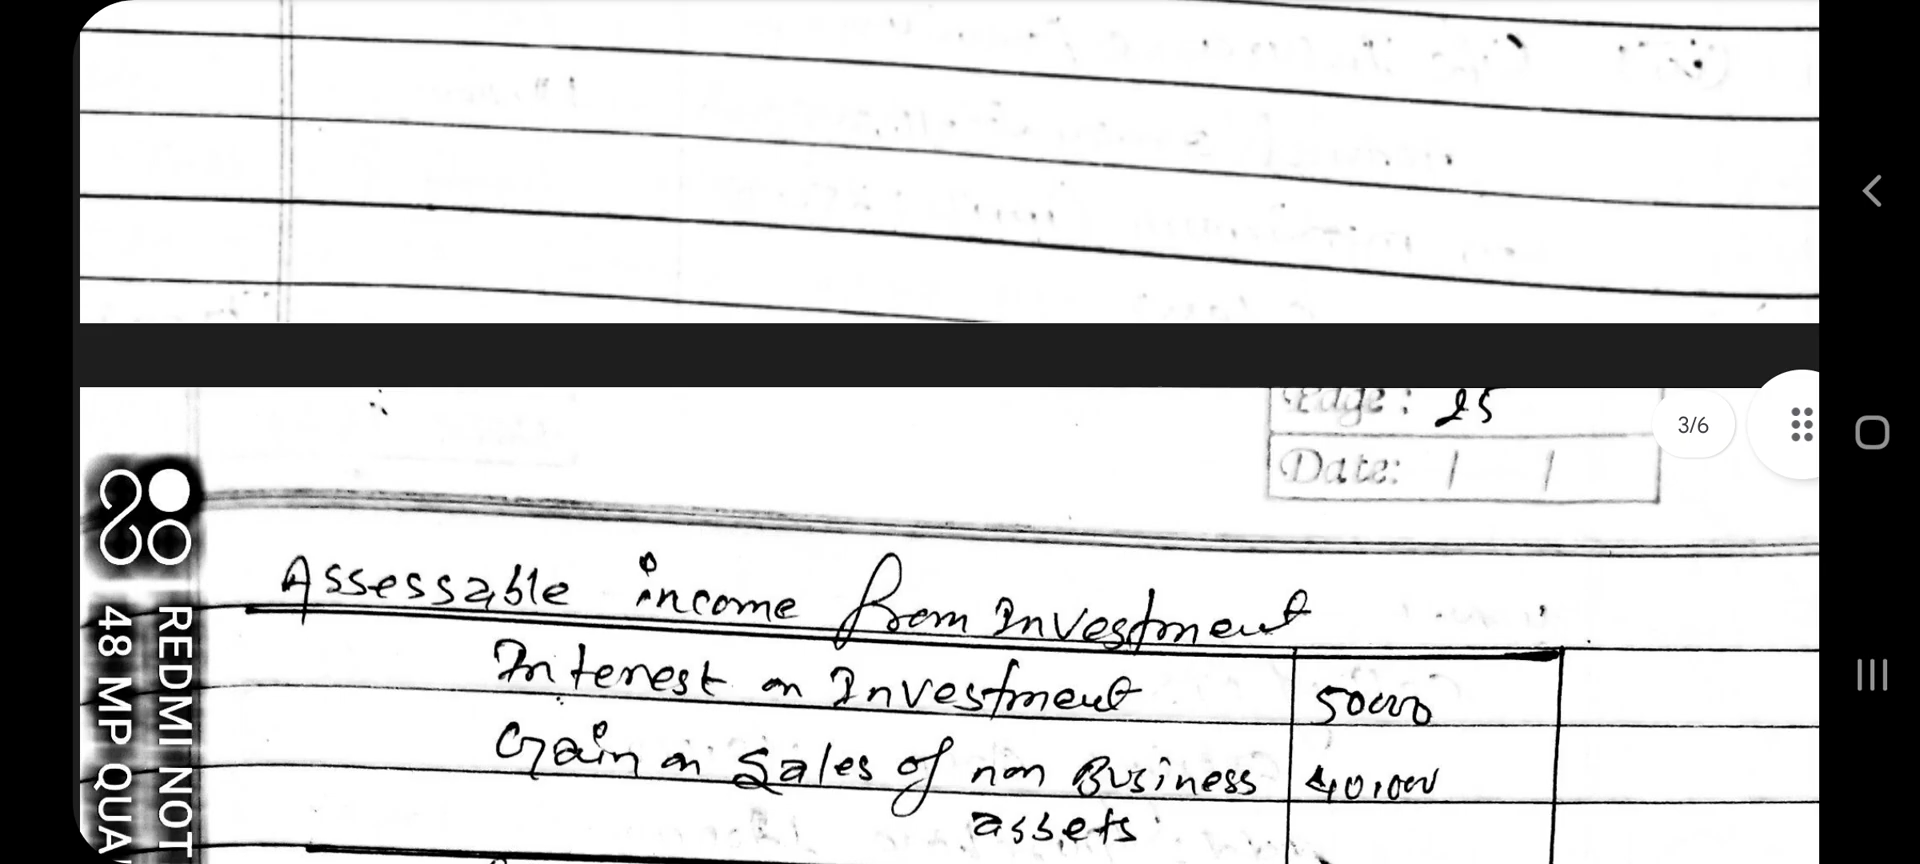 Page: 25
3/6
Date: / /
Assessable income from Investment
Interest on Investment 50000
Gain on Sales of non Business 40,000
assets
REDMI NOT
48 MP QUA